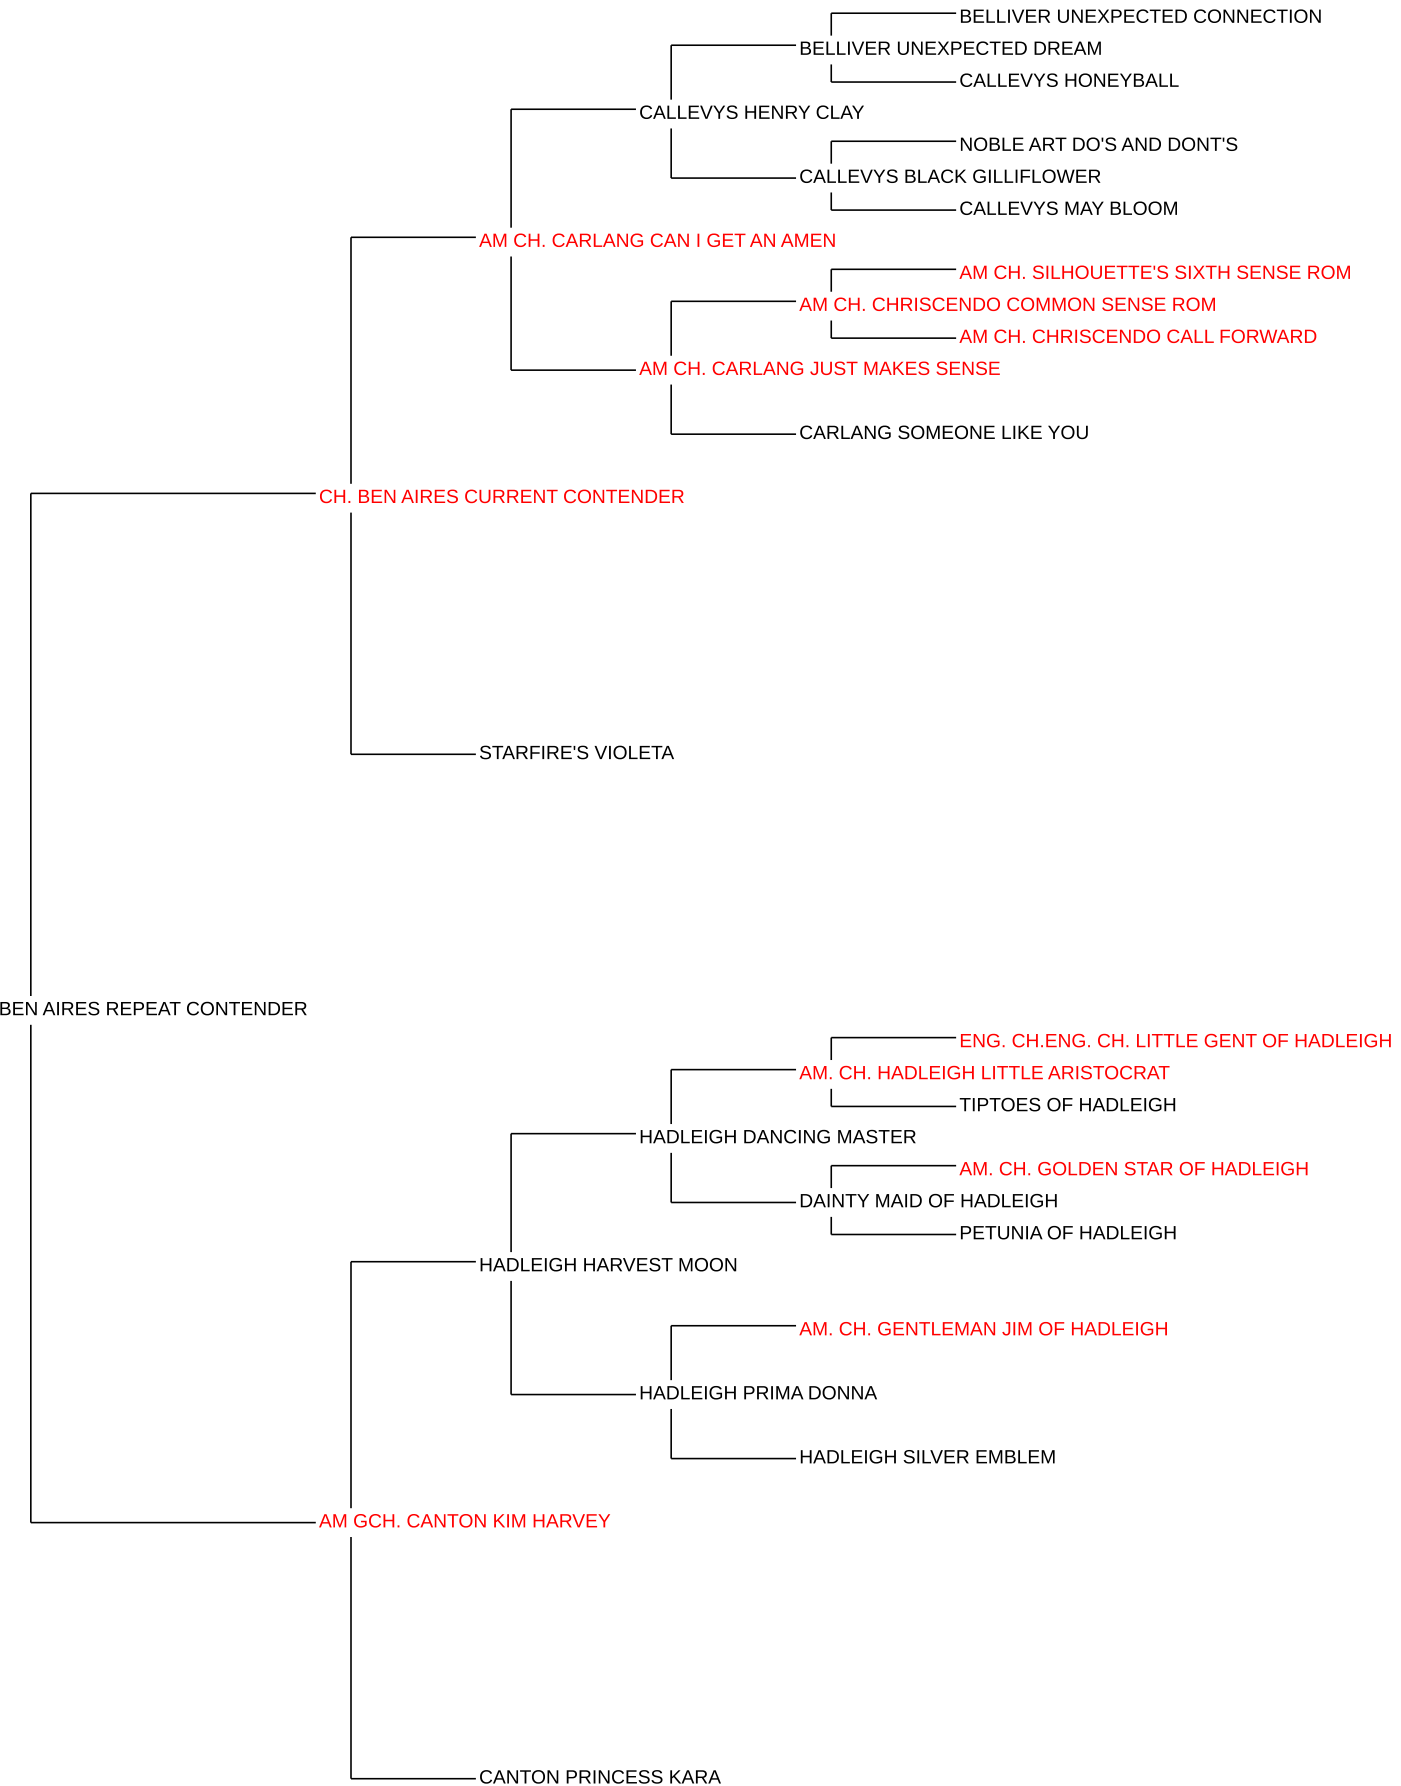 BELLIVER UNEXPECTED CONNECTION
BELLIVER UNEXPECTED DREAM
CALLEVYS HONEYBALL
CALLEVYS HENRY CLAY
NOBLE ART DO'S AND DONT'S
CALLEVYS BLACK GILLIFLOWER
CALLEVYS MAY BLOOM
AM CH. CARLANG CAN I GET AN AMEN
AM CH. SILHOUETTE'S SIXTH SENSE ROM
AM CH. CHRISCENDO COMMON SENSE ROM
AM CH. CHRISCENDO CALL FORWARD
AM CH. CARLANG JUST MAKES SENSE
CARLANG SOMEONE LIKE YOU
CH. BEN AIRES CURRENT CONTENDER
STARFIRE'S VIOLETA
BEN AIRES REPEAT CONTENDER
ENG. CH.ENG. CH. LITTLE GENT OF HADLEIGH
AM. CH. HADLEIGH LITTLE ARISTOCRAT
TIPTOES OF HADLEIGH
HADLEIGH DANCING MASTER
AM. CH. GOLDEN STAR OF HADLEIGH
DAINTY MAID OF HADLEIGH
PETUNIA OF HADLEIGH
HADLEIGH HARVEST MOON
AM. CH. GENTLEMAN JIM OF HADLEIGH
HADLEIGH PRIMA DONNA
HADLEIGH SILVER EMBLEM
AM GCH. CANTON KIM HARVEY
CANTON PRINCESS KARA